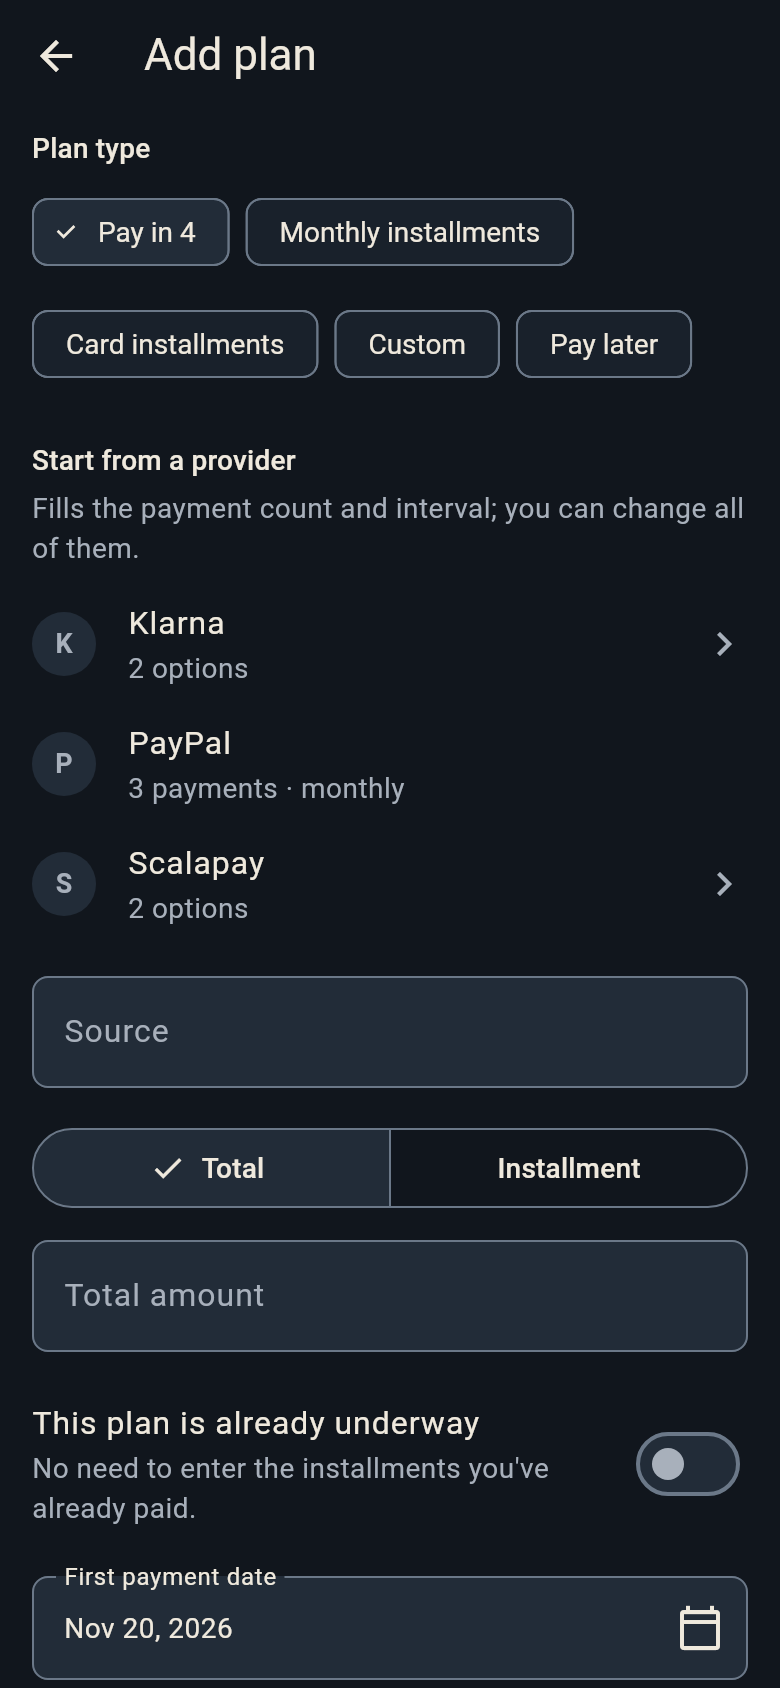 Add plan
Plan type
Pay in 4
Monthly installments
Card installments
Custom
Pay later
Start from a provider
Fills the payment count and interval; you can change all
of them.
K
Klarna
2 options
P
PayPal
3 payments · monthly
S
Scalapay
2 options
Source
Total
Installment
Total amount
This plan is already underway
No need to enter the installments you've
already paid.
First payment date
Nov 20, 2026